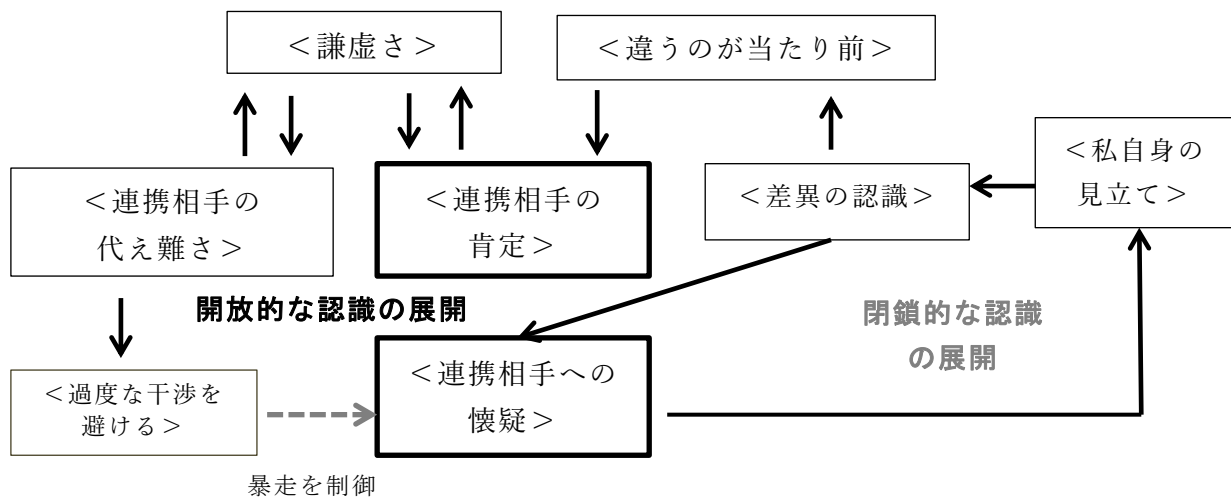 ＜謙虚さ＞
＜違うのが当たり前＞
＜連携相手の
代え難さ＞
＜連携相手の
肯定＞
＜差異の認識＞
＜私自身の
見立て＞
開放的な認識の展開
閉鎖的な認識
の展開
＜過度な干渉を
避ける＞
＜連携相手への
懐疑＞
暴走を制御